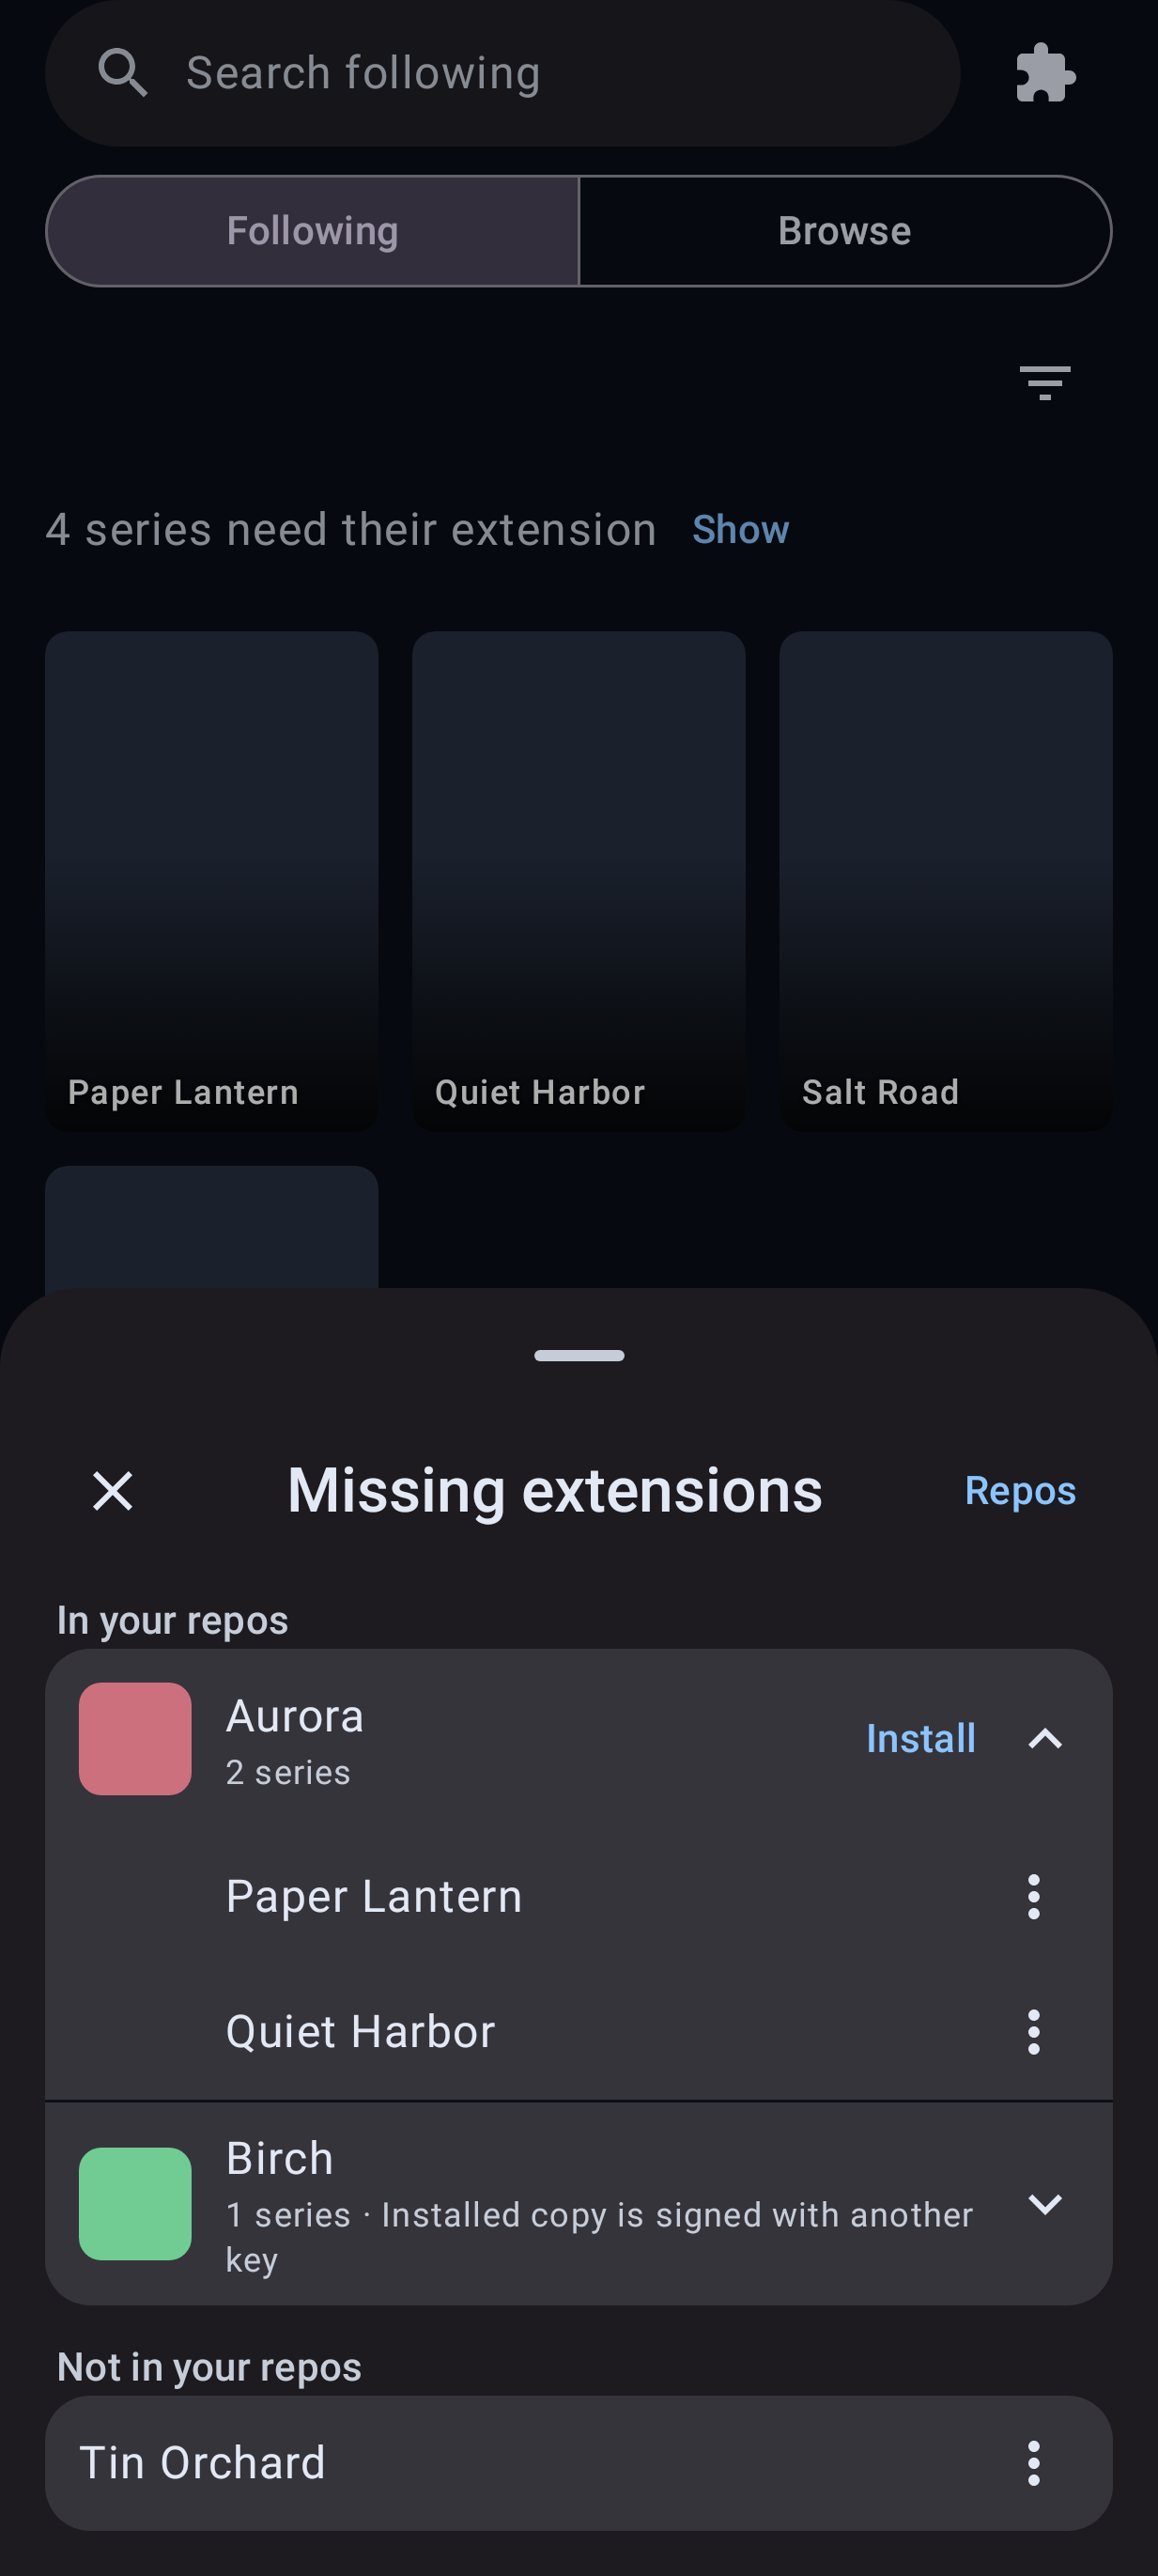 Search following
Following
Browse
4 series need their extension
Show
Paper Lantern
Quiet Harbor
Salt Road
Missing extensions
Repos
In your repos
Aurora
2 series
Install
Paper Lantern
Quiet Harbor
Birch
1 series · Installed copy is signed with another
key
Not in your repos
Tin Orchard